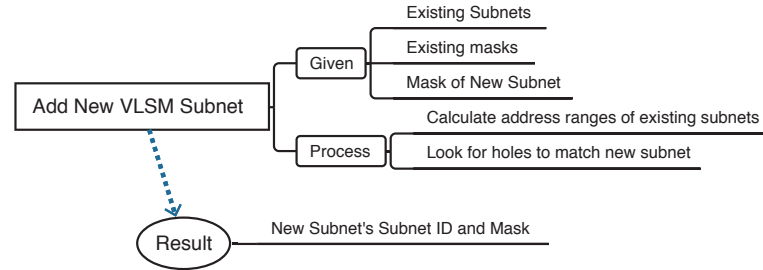 Existing Subnets
Existing masks
Given
Mask of New Subnet
Add New VLSM Subnet
Calculate address ranges of existing subnets
Process
Look for holes to match new subnet
Result
New Subnet's Subnet ID and Mask